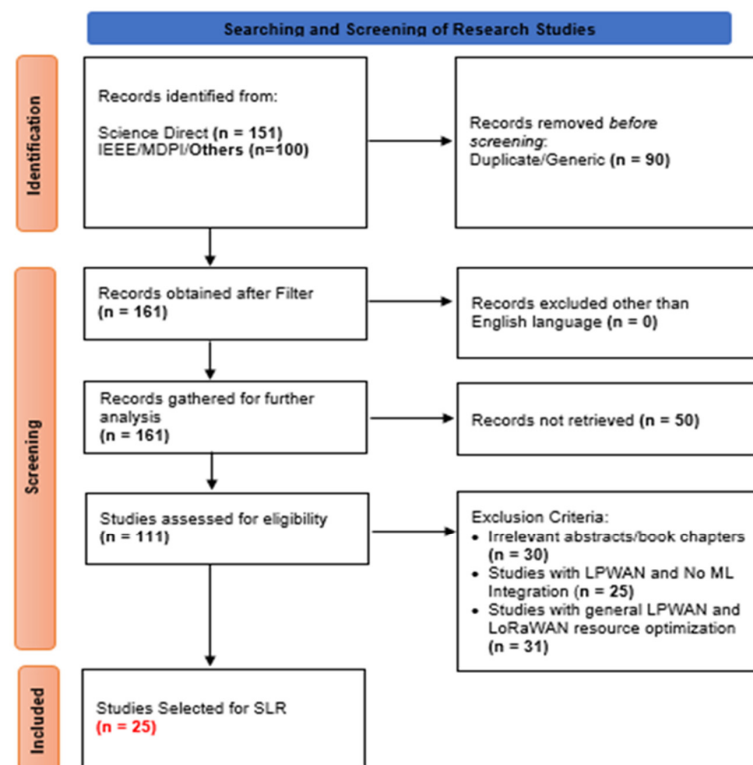 Searching and Screening of Research Studies
Identification
Records identified from:
Science Direct (n = 151)
IEEE/MDPI/Others (n=100)
Records removed before
screening:
Duplicate/Generic (n = 90)
Screening
Records obtained after Filter
(n = 161)
Records excluded other than
English language (n = 0)
Records gathered for further
analysis
(n = 161)
Records not retrieved (n = 50)
Studies assessed for eligibility
(n = 111)
Exclusion Criteria:
• Irrelevant abstracts/book chapters
(n = 30)
• Studies with LPWAN and No ML
Integration (n = 25)
• Studies with general LPWAN and
LoRaWAN resource optimization
(n = 31)
Included
Studies Selected for SLR
(n = 25)